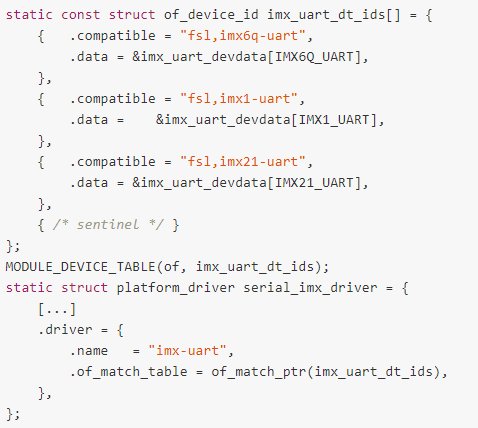 static const struct of_device_id imx_uart_dt_ids[] = {
    {   .compatible = "fsl,imx6q-uart",
        .data = &imx_uart_devdata[IMX6Q_UART],
    },
    {   .compatible = "fsl,imx1-uart",
        .data =    &imx_uart_devdata[IMX1_UART],
    },
    {   .compatible = "fsl,imx21-uart",
        .data = &imx_uart_devdata[IMX21_UART],
    },
    { /* sentinel */ }
};
MODULE_DEVICE_TABLE(of, imx_uart_dt_ids);
static struct platform_driver serial_imx_driver = {
    [...]
    .driver = {
        .name   = "imx-uart",
        .of_match_table = of_match_ptr(imx_uart_dt_ids),
    },
};